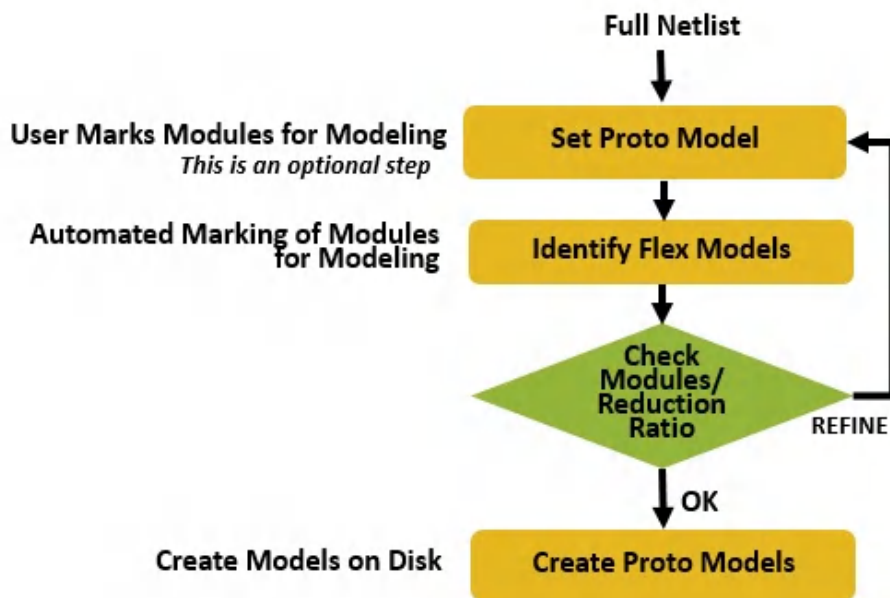 Full Netlist
User Marks Modules for Modeling
This is an optional step
Set Proto Model
Automated Marking of Modules
for Modeling
Identify Flex Models
Check
Modules/
Reduction
Ratio
REFINE
OK
Create Models on Disk
Create Proto Models